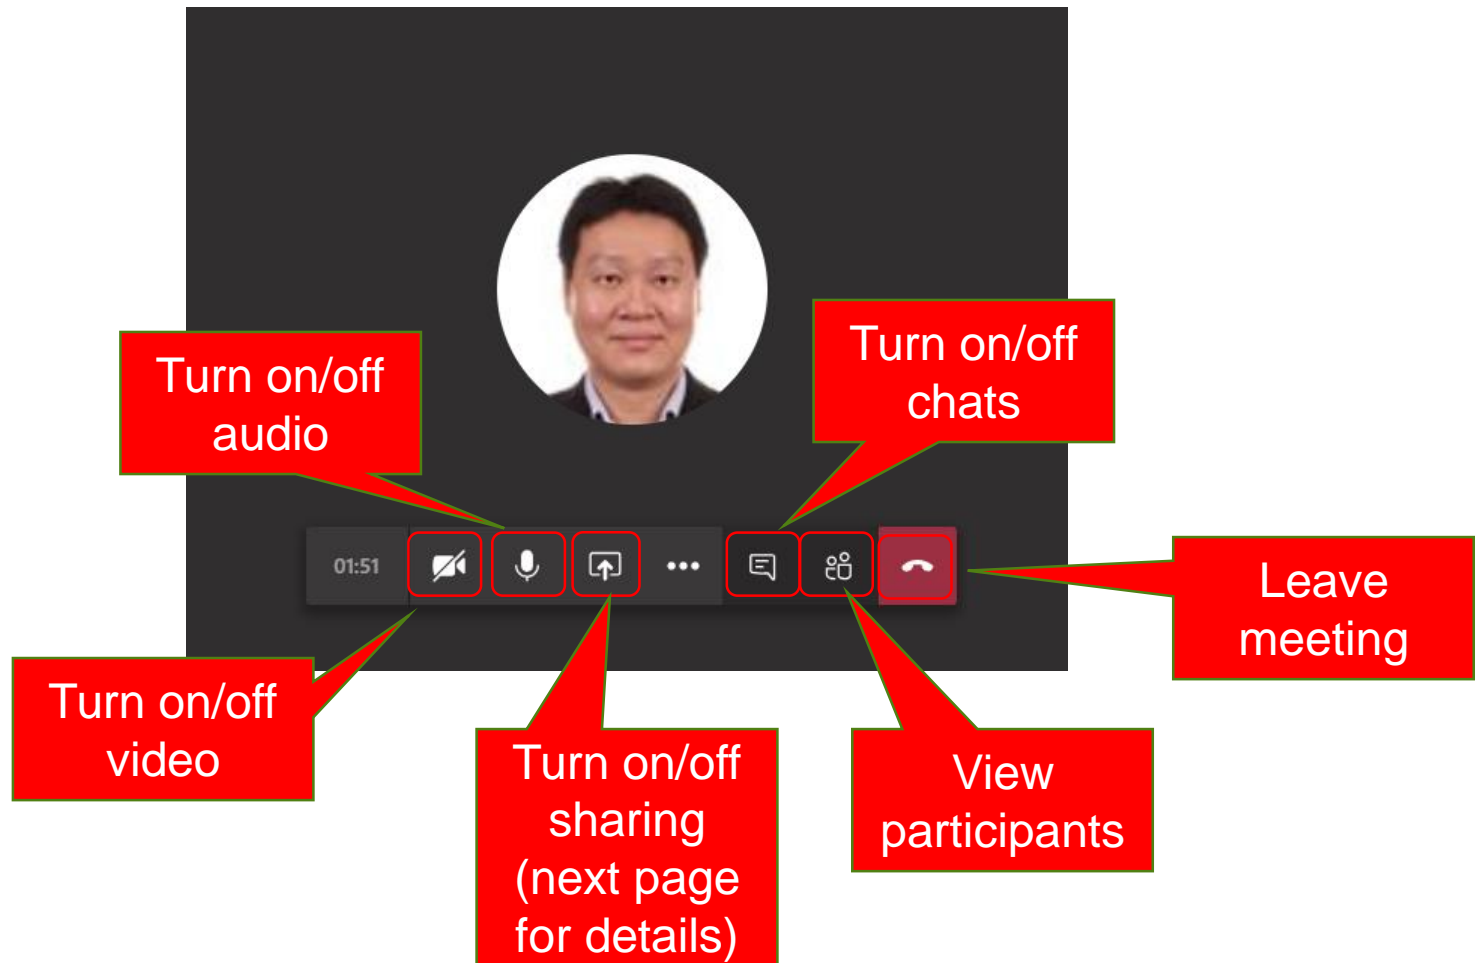 Turn on/off
audio
Turn on/off
chats
01:51
Leave
meeting
Turn on/off
video
Turn on/off
sharing
(next page
for details)
View
participants